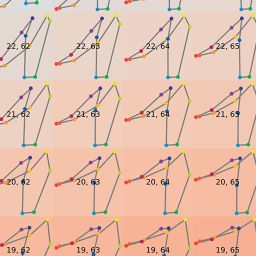 22, 62 22, 63 22, 64 22, 65
21, 62 21, 63 21, 64 21, 65
20, 62 20, 63 20, 64 20, 65
19, 62 19, 63 19, 64 19, 65